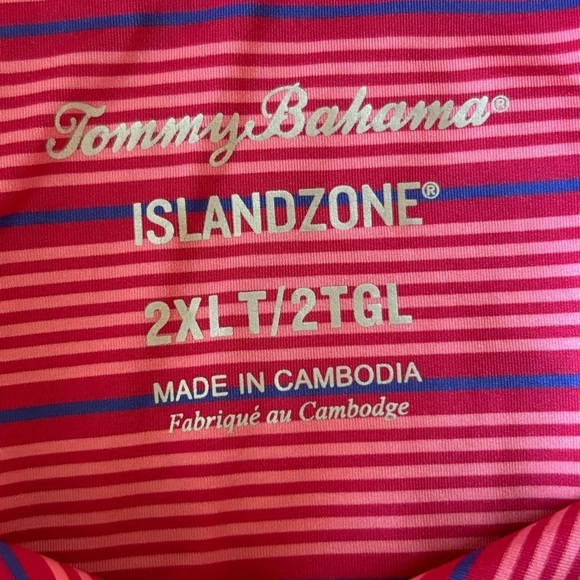 Tommy Bahama®
ISLANDZONE®
2XLT/2TGL
MADE IN CAMBODIA
Fabriqué au Cambodge